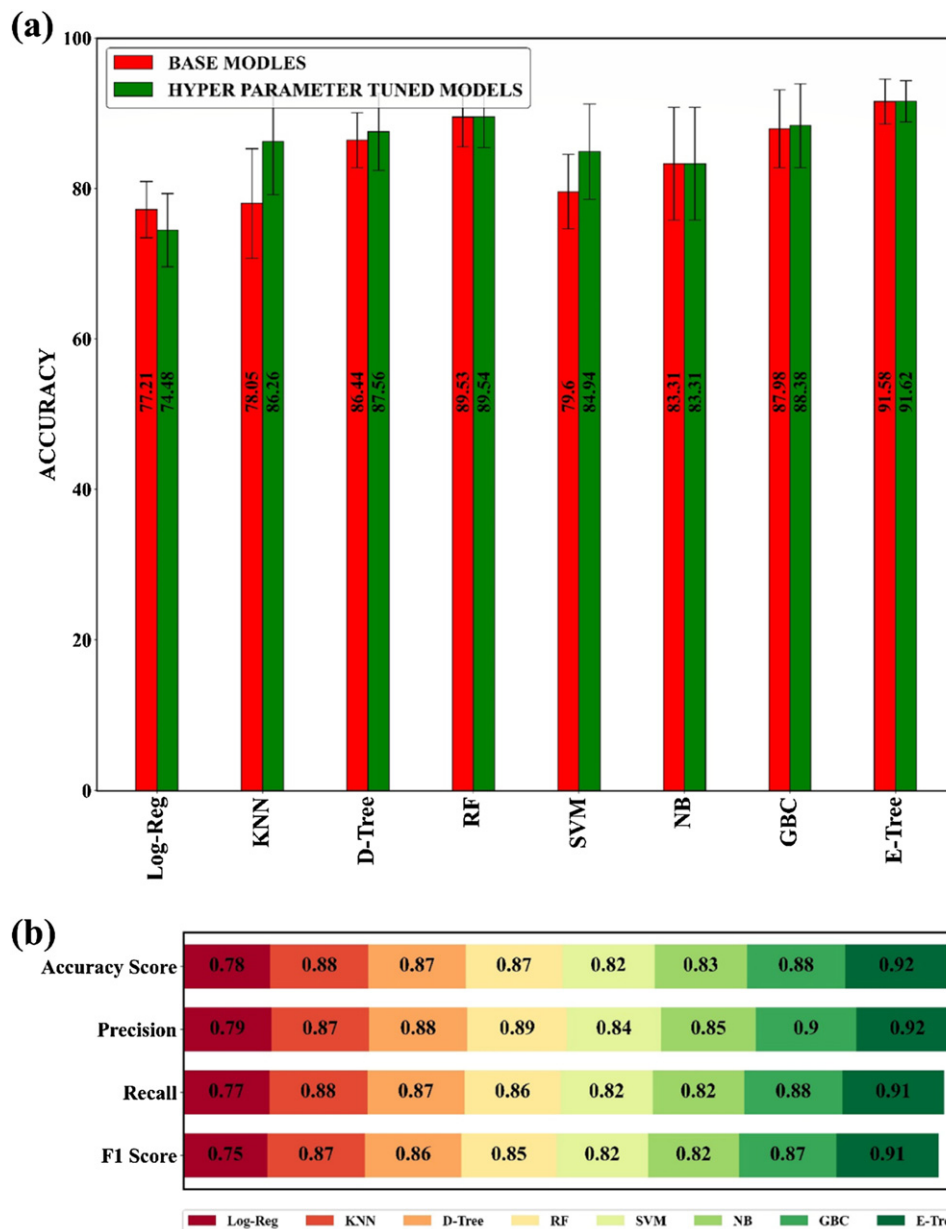 (a)
100
BASE MODLES
HYPER PARAMETER TUNED MODELS
80
60
40
20
0
ACCURACY
77.21 74.48 78.05 86.26 86.44 87.56 89.53 89.54 79.6 84.94 83.31 83.31 87.98 88.38 91.58 91.62
Log-Reg KNN D-Tree RF SVM NB GBC E-Tree
(b)
Accuracy Score 0.78 0.88 0.87 0.87 0.82 0.83 0.88 0.92
Precision 0.79 0.87 0.88 0.89 0.84 0.85 0.9 0.92
Recall 0.77 0.88 0.87 0.86 0.82 0.82 0.88 0.91
F1 Score 0.75 0.87 0.86 0.85 0.82 0.82 0.87 0.91
Log-Reg KNN D-Tree RF SVM NB GBC E-Tre